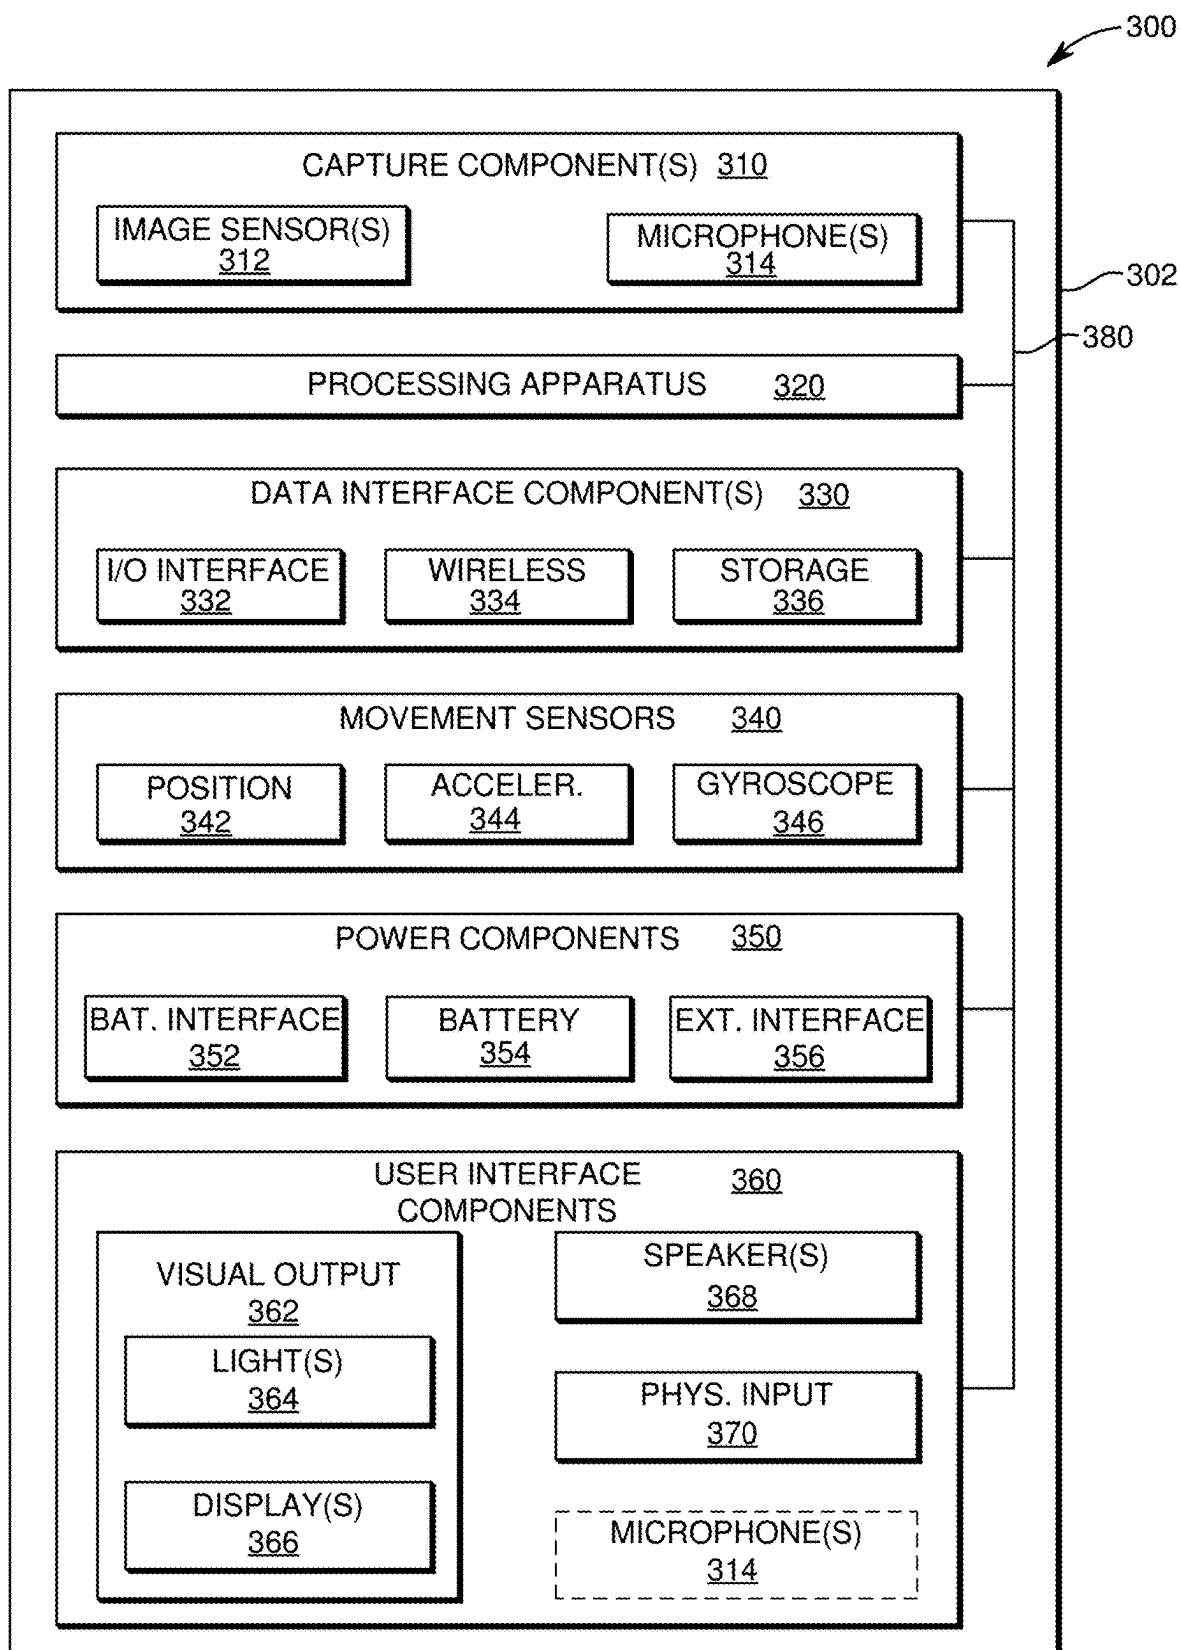 300
CAPTURE COMPONENT(S) 310
IMAGE SENSOR(S)
312
MICROPHONE(S)
314
302
380
PROCESSING APPARATUS 320
DATA INTERFACE COMPONENT(S) 330
I/O INTERFACE
332
WIRELESS
334
STORAGE
336
MOVEMENT SENSORS 340
POSITION
342
ACCELER.
344
GYROSCOPE
346
POWER COMPONENTS 350
BAT. INTERFACE
352
BATTERY
354
EXT. INTERFACE
356
USER INTERFACE 360
COMPONENTS
VISUAL OUTPUT
362
LIGHT(S)
364
DISPLAY(S)
366
SPEAKER(S)
368
PHYS. INPUT
370
MICROPHONE(S)
314